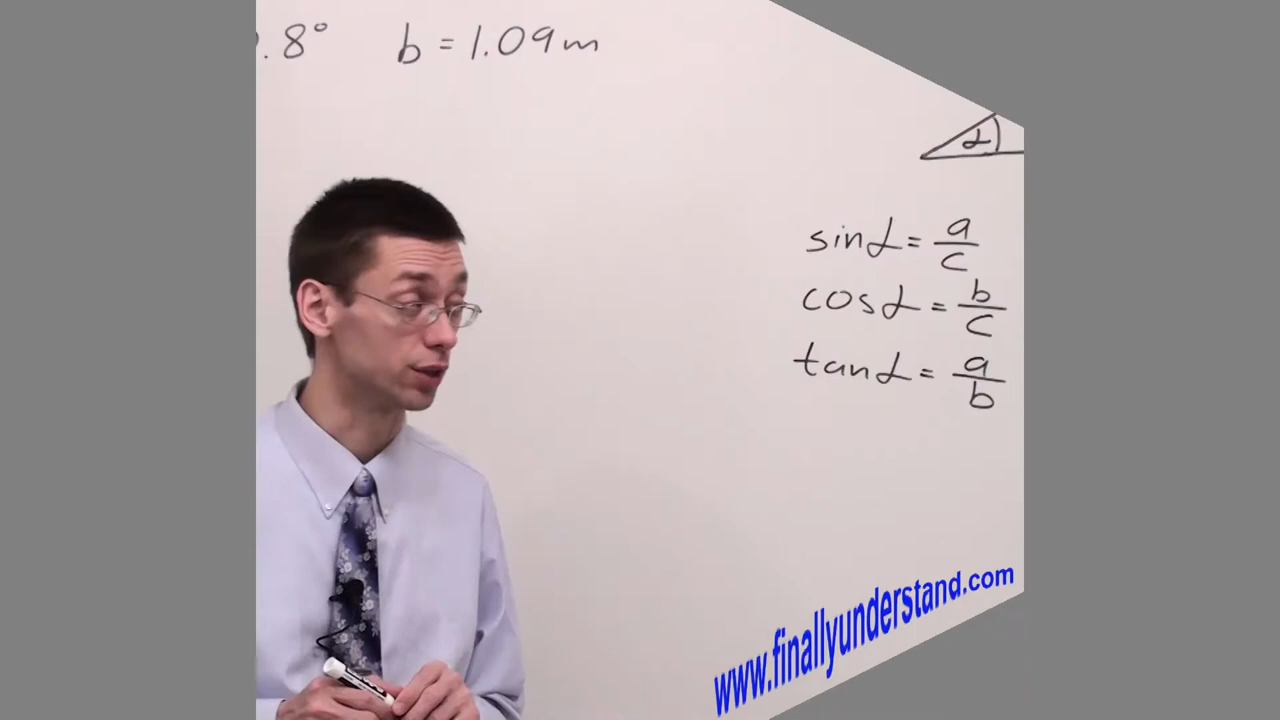 .8° b = 1.09m
α
sinα = a/c
cosα = b/c
tanα = a/b
www.finallyunderstand.com